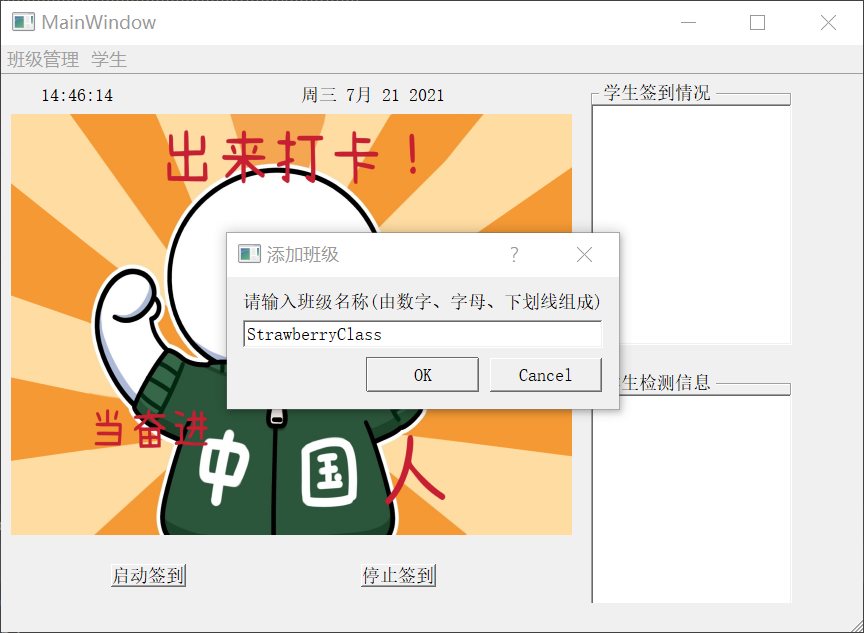 MainWindow
班级管理 学生
14:46:14
周三 7月 21 2021
学生签到情况
出来打卡！
添加班级
?
请输入班级名称(由数字、字母、下划线组成)
StrawberryClass
OK Cancel
生检测信息
当奋进
中国人
启动签到 停止签到